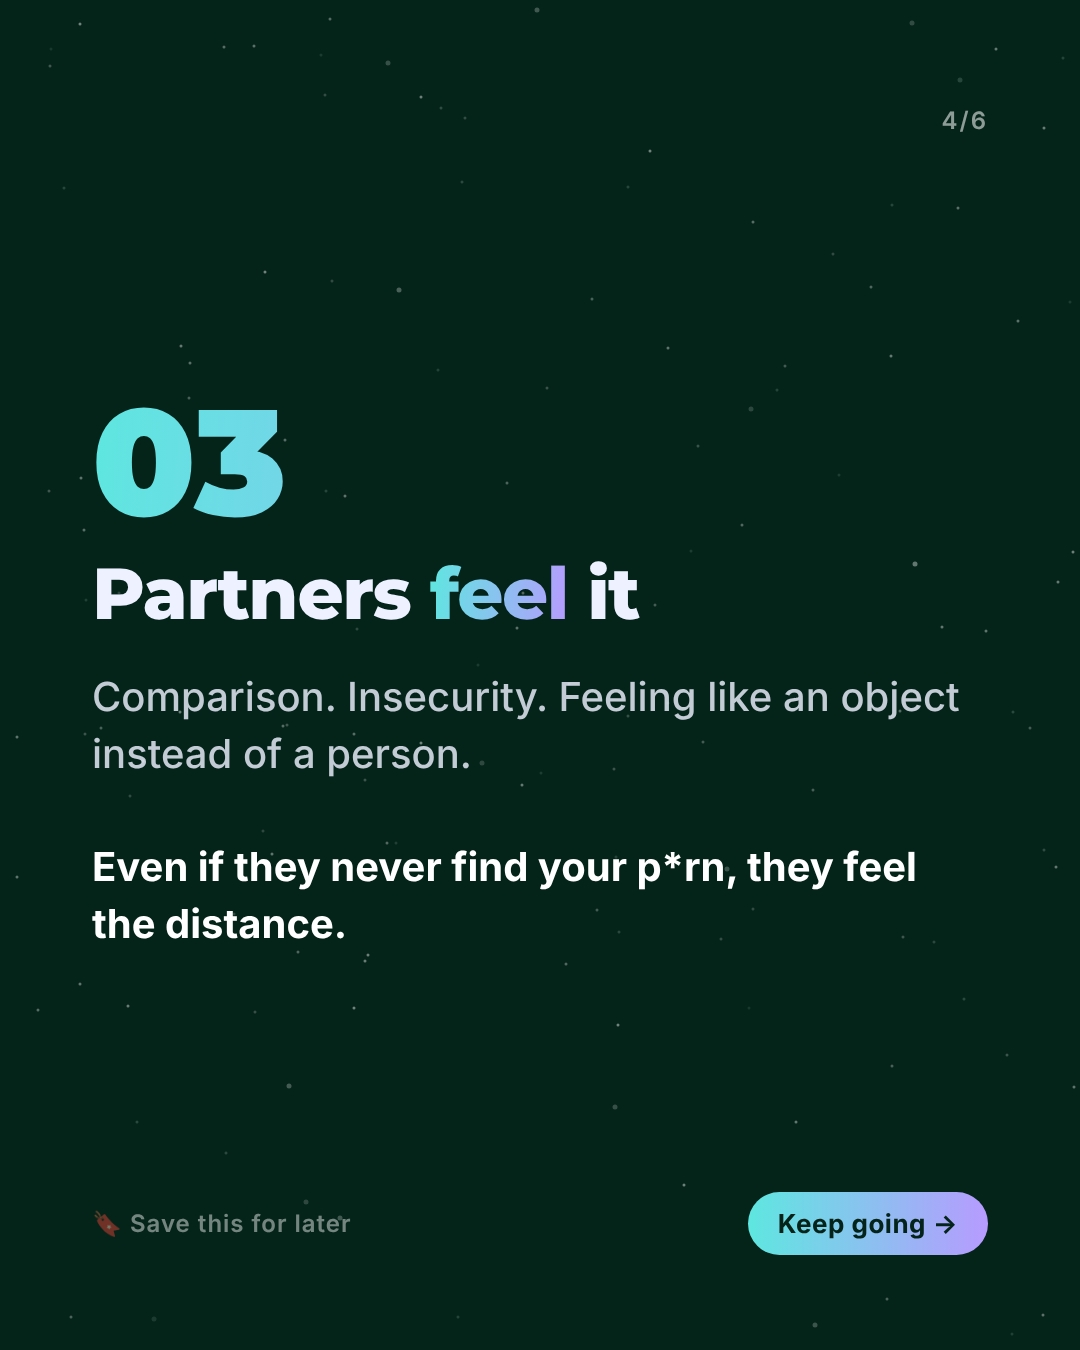 4/6
03
Partners feel it
Comparison. Insecurity. Feeling like an object
instead of a person.
Even if they never find your p*rn, they feel
the distance.
🔖 Save this for later
Keep going →